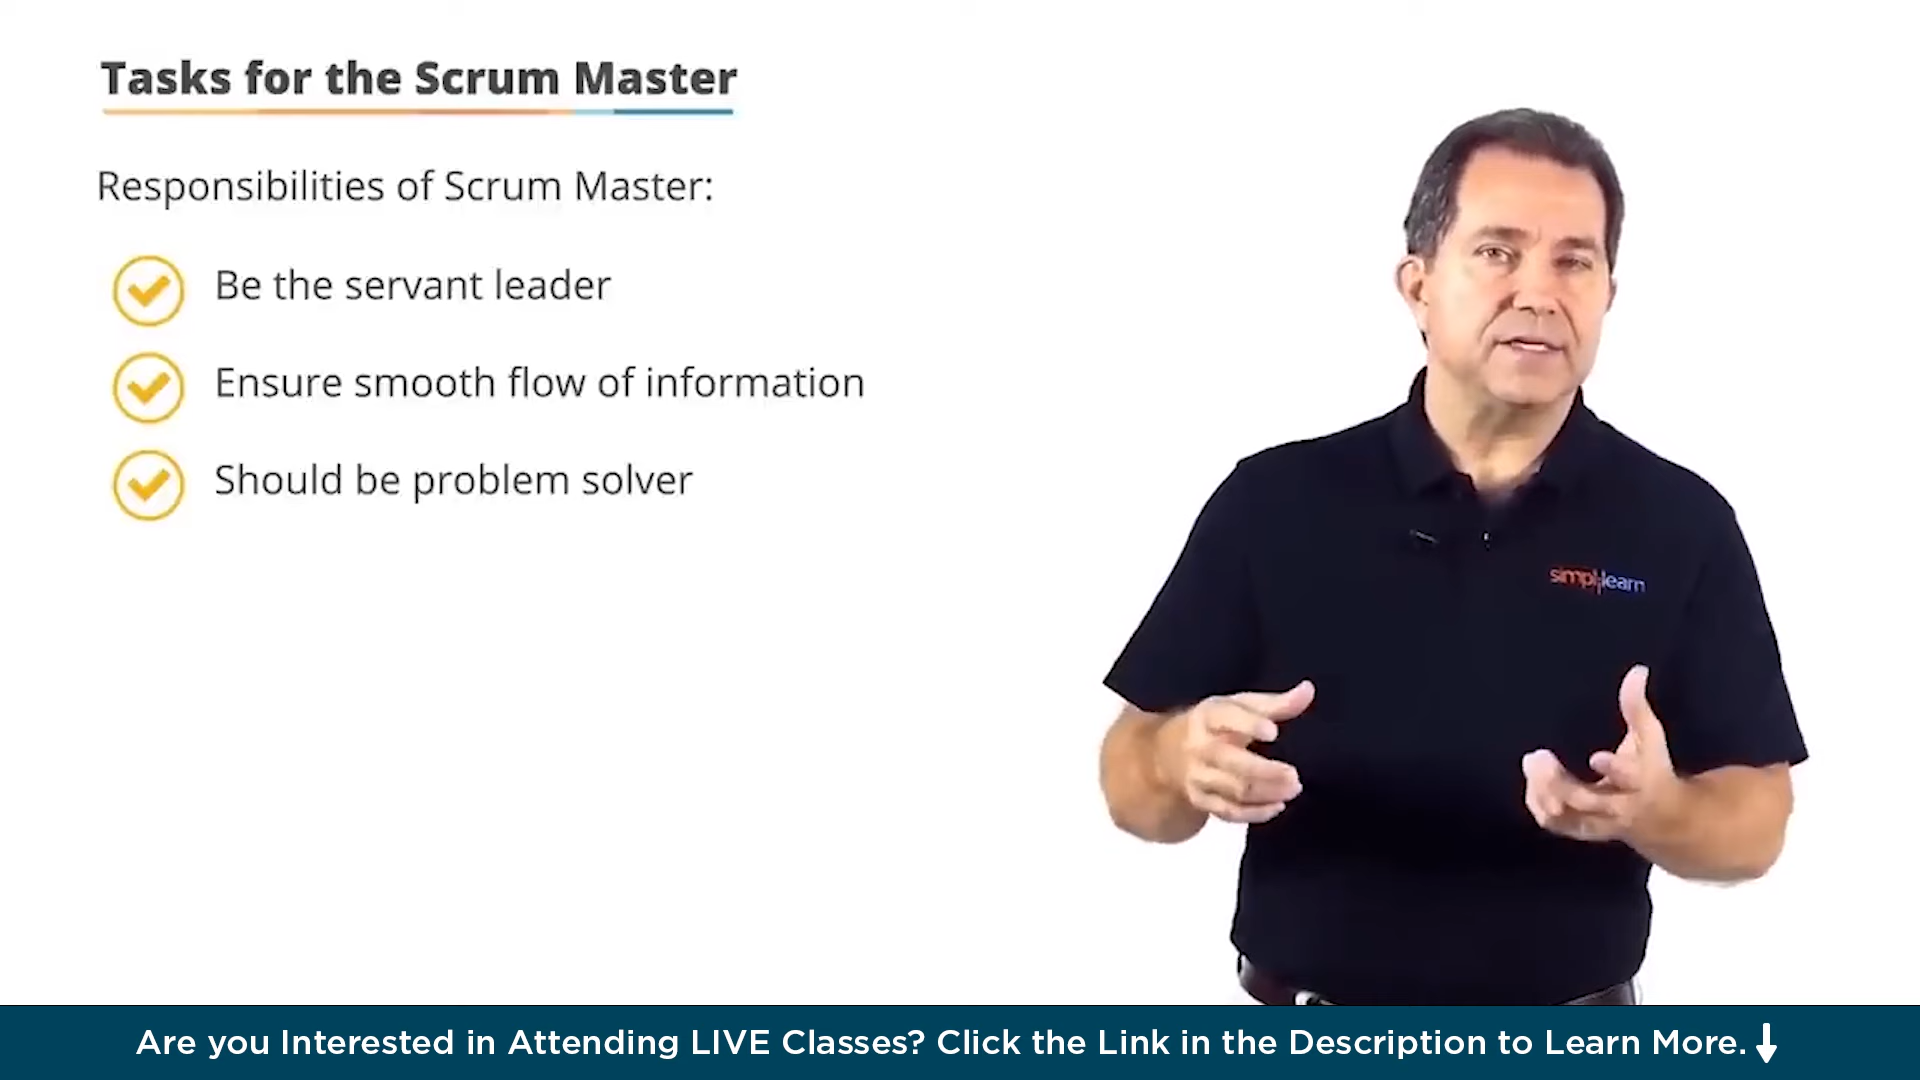 Tasks for the Scrum Master
Responsibilities of Scrum Master:
Be the servant leader
Ensure smooth flow of information
Should be problem solver
simplilearn
Are you Interested in Attending LIVE Classes? Click the Link in the Description to Learn More.